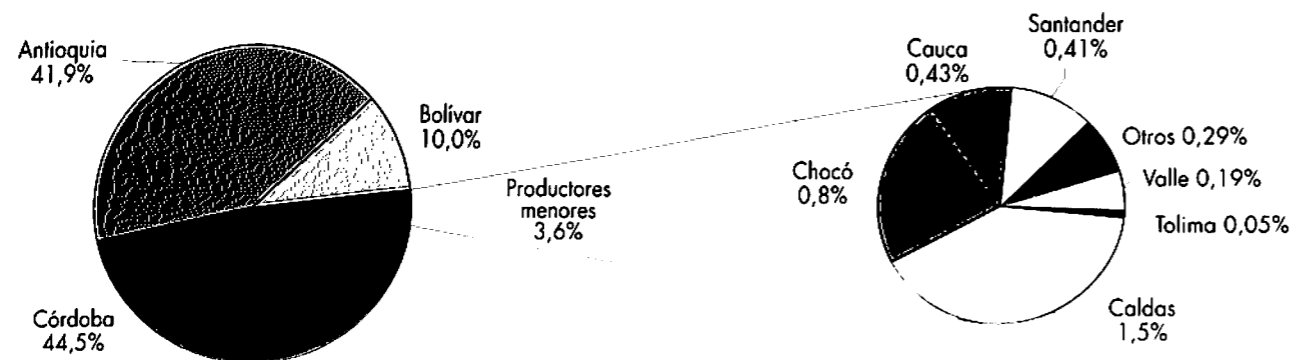 Antioquia
41,9%
Bolívar
10,0%
Productores
menores
3,6%
Córdoba
44,5%
Santander
0,41%
Cauca
0,43%
Otros 0,29%
Chocó
0,8%
Valle 0,19%
Tolima 0,05%
Caldas
1,5%